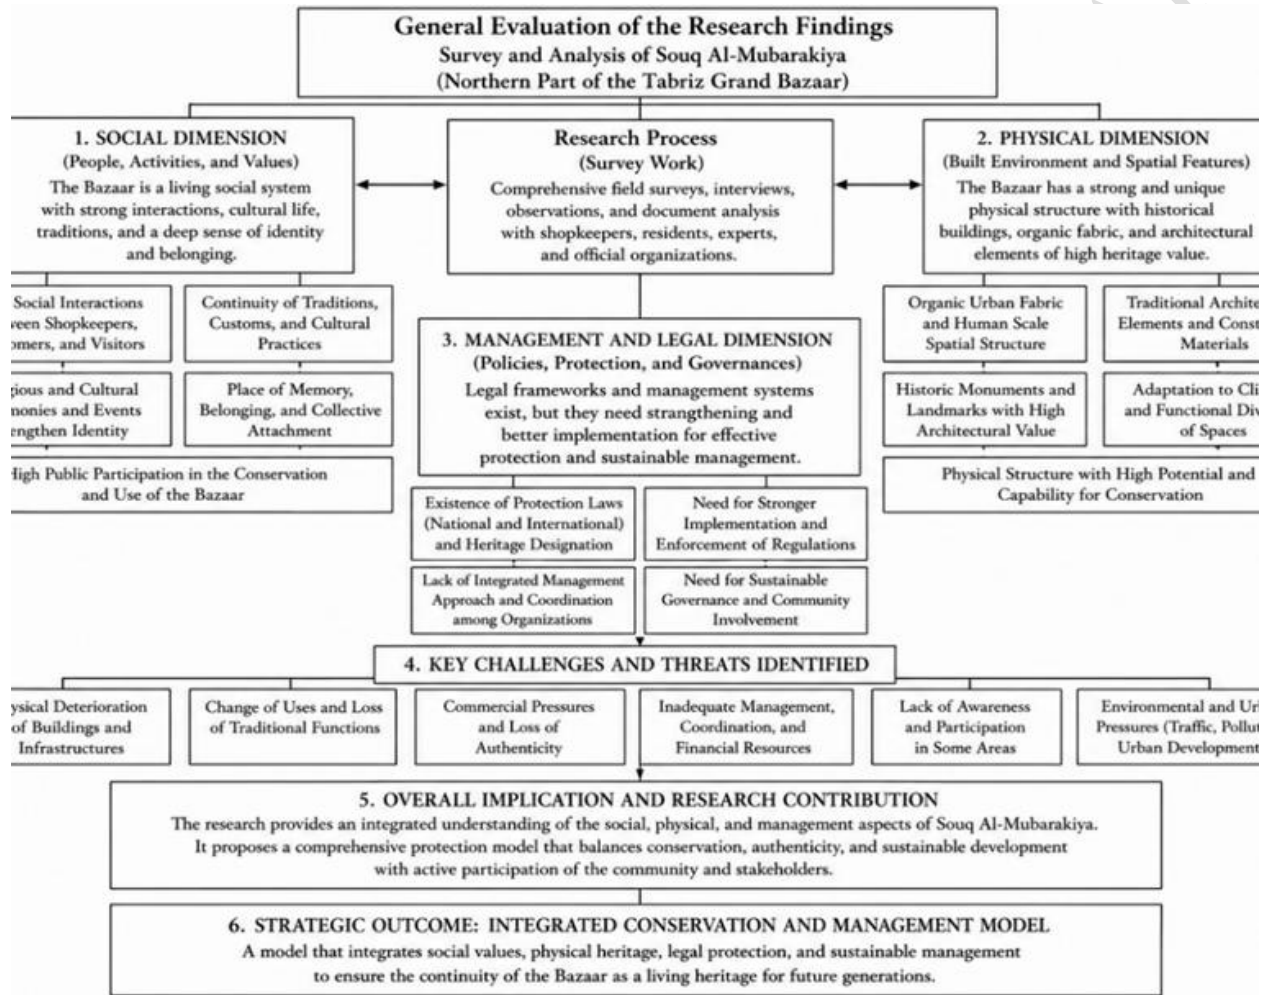 General Evaluation of the Research Findings
Survey and Analysis of Souq Al-Mubarakiya
(Northern Part of the Tabriz Grand Bazaar)
1. SOCIAL DIMENSION
(People, Activities, and Values)
The Bazaar is a living social system
with strong interactions, cultural life,
traditions, and a deep sense of identity
and belonging.
Research Process
(Survey Work)
Comprehensive field surveys, interviews,
observations, and document analysis
with shopkeepers, residents, experts,
and official organizations.
2. PHYSICAL DIMENSION
(Built Environment and Spatial Features)
The Bazaar has a strong and unique
physical structure with historical
buildings, organic fabric, and architectural
elements of high heritage value.
Social Interactions
ween Shopkeepers,
omers, and Visitors
Continuity of Traditions,
Customs, and Cultural
Practices
gious and Cultural
monies and Events
engthen Identity
Place of Memory,
Belonging, and Collective
Attachment
High Public Participation in the Conservation
and Use of the Bazaar
3. MANAGEMENT AND LEGAL DIMENSION
(Policies, Protection, and Governances)
Legal frameworks and management systems
exist, but they need strangthening and
better implementation for effective
protection and sustainable management.
Existence of Protection Laws
(National and International)
and Heritage Designation
Need for Stronger
Implementation and
Enforcement of Regulations
Lack of Integrated Management
Approach and Coordination
among Organizations
Need for Sustainable
Governance and Community
Involvement
Organic Urban Fabric
and Human Scale
Spatial Structure
Traditional Archite
Elements and Const
Materials
Historic Monuments and
Landmarks with High
Architectural Value
Adaptation to Cli
and Functional Div
of Spaces
Physical Structure with High Potential and
Capability for Conservation
4. KEY CHALLENGES AND THREATS IDENTIFIED
ysical Deterioration
of Buildings and
Infrastructures
Change of Uses and Loss
of Traditional Functions
Commercial Pressures
and Loss of
Authenticity
Inadequate Management,
Coordination, and
Financial Resources
Lack of Awareness
and Participation
in Some Areas
Environmental and Url
Pressures (Traffic, Pollut
Urban Development
5. OVERALL IMPLICATION AND RESEARCH CONTRIBUTION
The research provides an integrated understanding of the social, physical, and management aspects of Souq Al-Mubarakiya.
It proposes a comprehensive protection model that balances conservation, authenticity, and sustainable development
with active participation of the community and stakeholders.
6. STRATEGIC OUTCOME: INTEGRATED CONSERVATION AND MANAGEMENT MODEL
A model that integrates social values, physical heritage, legal protection, and sustainable management
to ensure the continuity of the Bazaar as a living heritage for future generations.